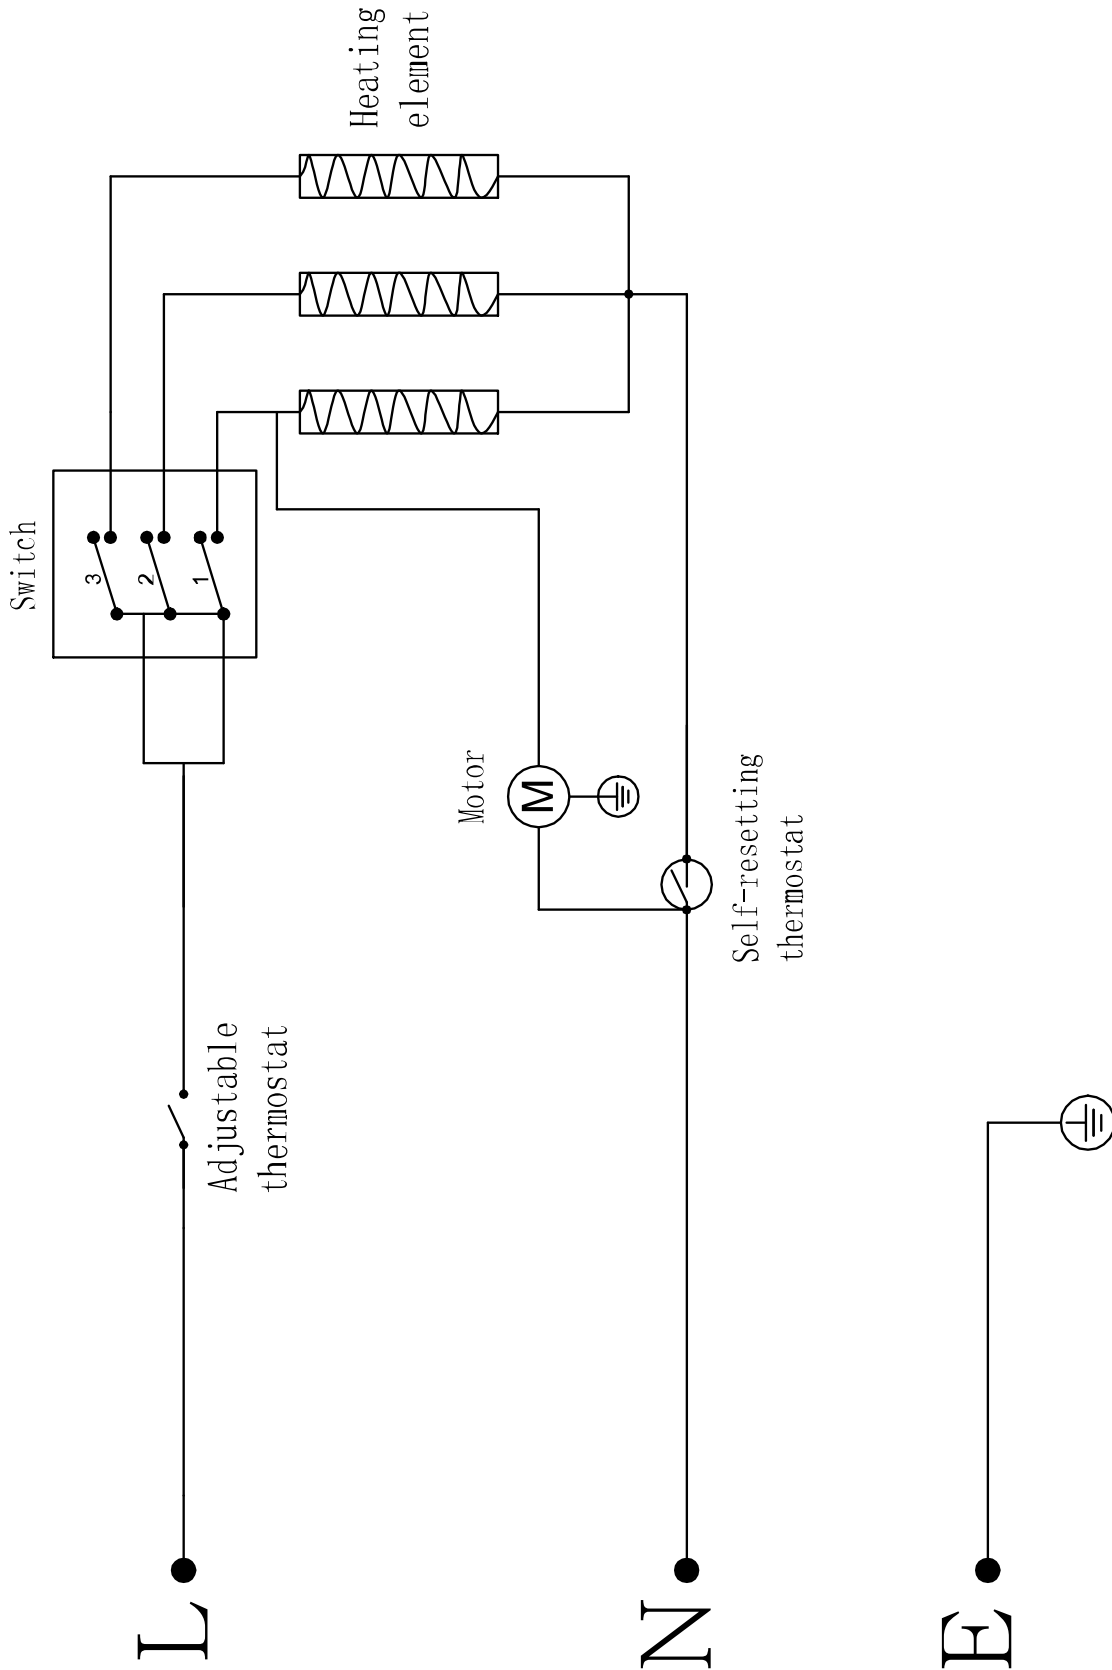 Switch
3
2
1
Heating
element
Adjustable
thermostat
Motor
M
Self-resetting
thermostat
L
N
E